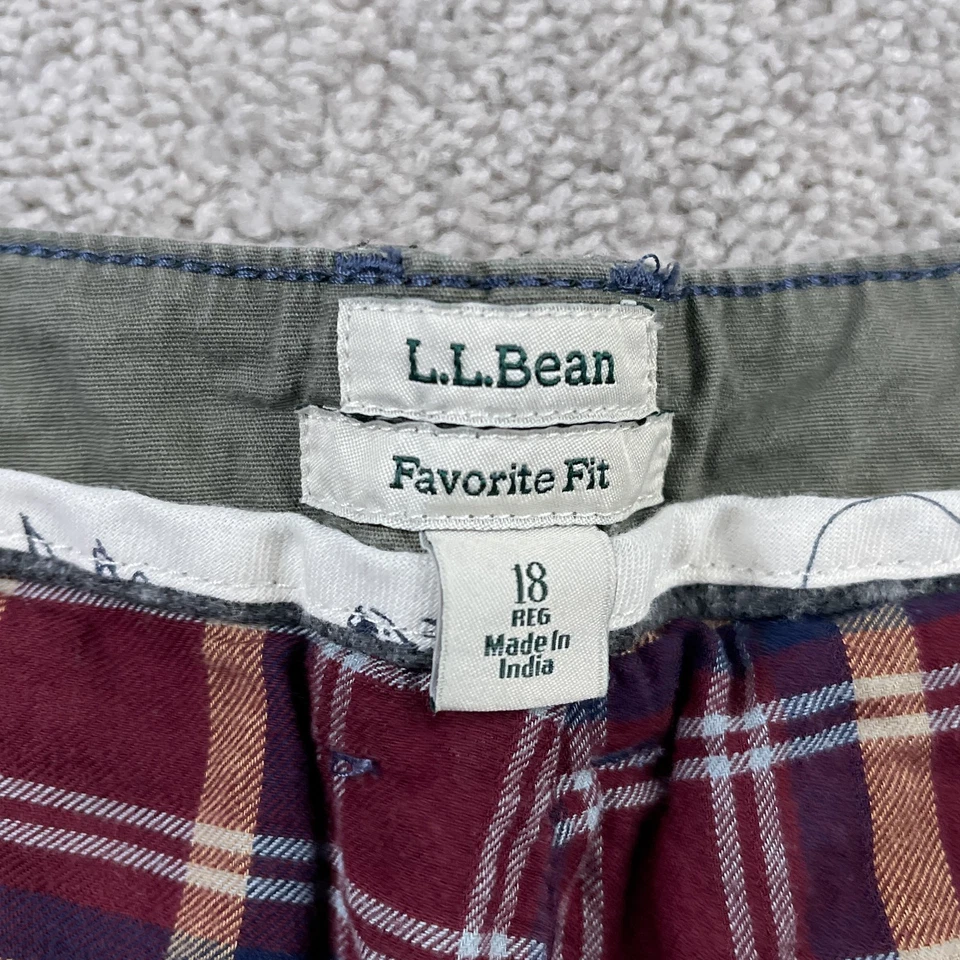 L.L.Bean
Favorite Fit
18
REG
Made In
India